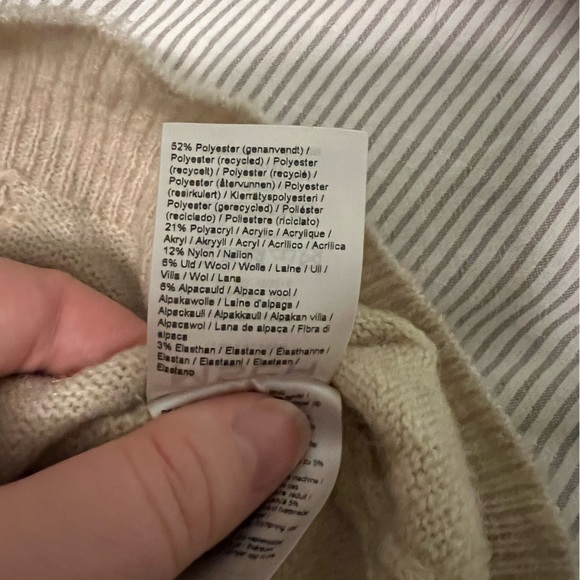 52% Polyester (genanvendt) /
Polyester (recycled) / Polyester
(recycelt) / Polyester (recyclé) /
Polyester (återvunnen) / Polyester
(resirkulert) / Kierrätyspolyesteri /
Polyester (gerecycled) / Poliéster
(reciclado) / Poliestere (riciclato)
21% Polyacryl / Acrylic / Acrylique /
Akryl / Akryyli / Acryl / Acrílico / Acrilica
12% Nylon / Nailon
6% Uld / Wool / Wolle / Laine / Ull /
Villa / Wol / Lana
6% Alpacauld / Alpaca wool /
Alpakawolle / Laine d'alpaga /
Alpackaull / Alpakkaull / Alpakan villa /
Alpacawol / Lana de alpaca / Fibra di
alpaca
3% Elasthan / Elastane / Élasthanne /
Elastan / Elastaani / Elastaan /
Elastano